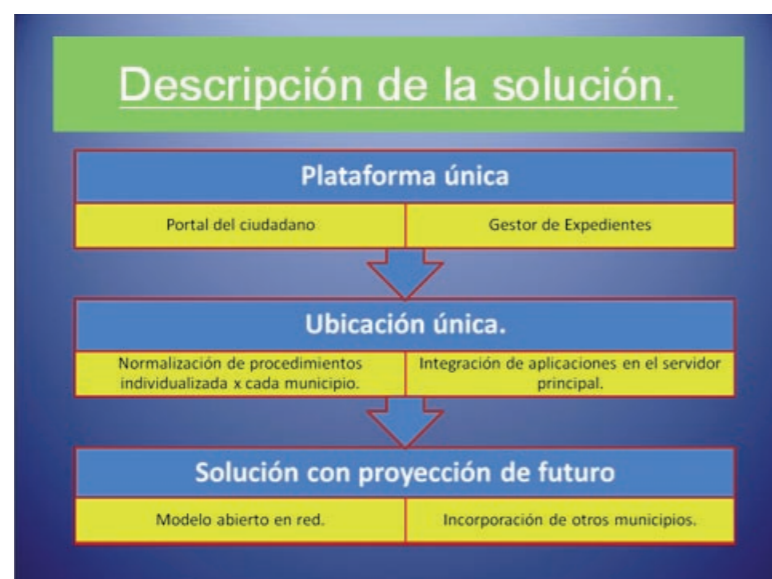 Descripción de la solución.
Plataforma única
Portal del ciudadano
Gestor de Expedientes
Ubicación única.
Normalización de procedimientos
individualizada x cada municipio.
Integración de aplicaciones en el servidor
principal.
Solución con proyección de futuro
Modelo abierto en red.
Incorporación de otros municipios.